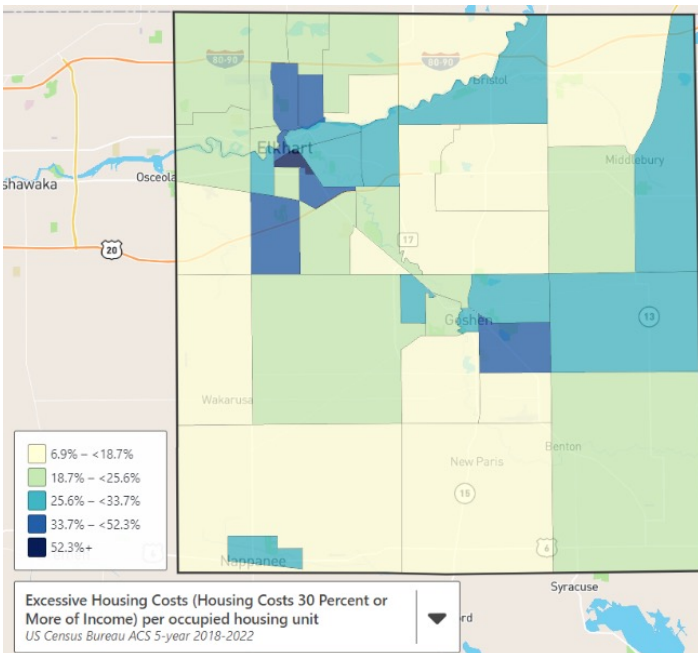 80-90
80-90
Bristol
Elkhart
Middlebury
shawaka
Osceola
17
20
Goshen
13
Wakarusa
Benton
New Paris
15
6.9% – <18.7%
18.7% – <25.6%
25.6% – <33.7%
33.7% – <52.3%
52.3%+
6
6
Nappanee
Syracuse
Excessive Housing Costs (Housing Costs 30 Percent or
More of Income) per occupied housing unit
US Census Bureau ACS 5-year 2018-2022
rd